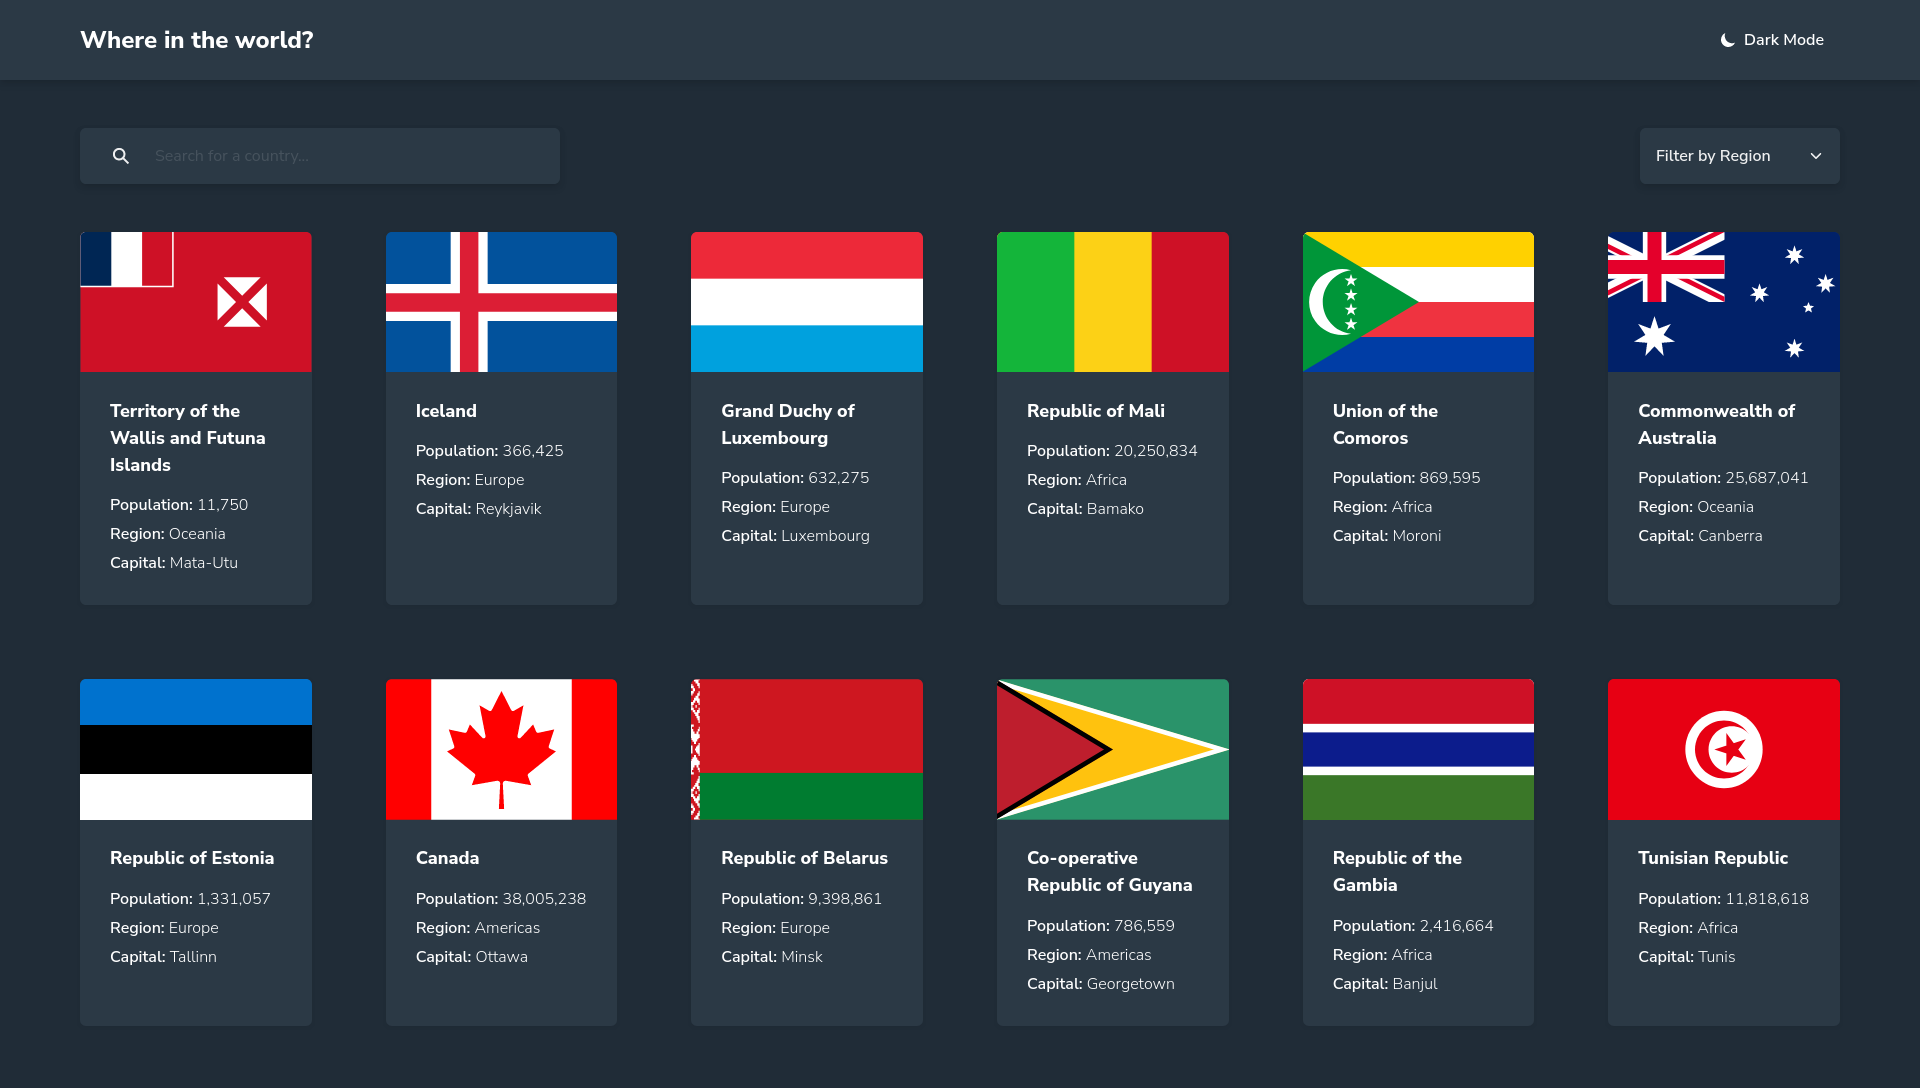 Where in the world?
Dark Mode
Search for a country...
Filter by Region
Territory of the
Wallis and Futuna
Islands
Population: 11,750
Region: Oceania
Capital: Mata-Utu
Iceland
Population: 366,425
Region: Europe
Capital: Reykjavik
Grand Duchy of
Luxembourg
Population: 632,275
Region: Europe
Capital: Luxembourg
Republic of Mali
Population: 20,250,834
Region: Africa
Capital: Bamako
Union of the
Comoros
Population: 869,595
Region: Africa
Capital: Moroni
Commonwealth of
Australia
Population: 25,687,041
Region: Oceania
Capital: Canberra
Republic of Estonia
Population: 1,331,057
Region: Europe
Capital: Tallinn
Canada
Population: 38,005,238
Region: Americas
Capital: Ottawa
Republic of Belarus
Population: 9,398,861
Region: Europe
Capital: Minsk
Co-operative
Republic of Guyana
Population: 786,559
Region: Americas
Capital: Georgetown
Republic of the
Gambia
Population: 2,416,664
Region: Africa
Capital: Banjul
Tunisian Republic
Population: 11,818,618
Region: Africa
Capital: Tunis